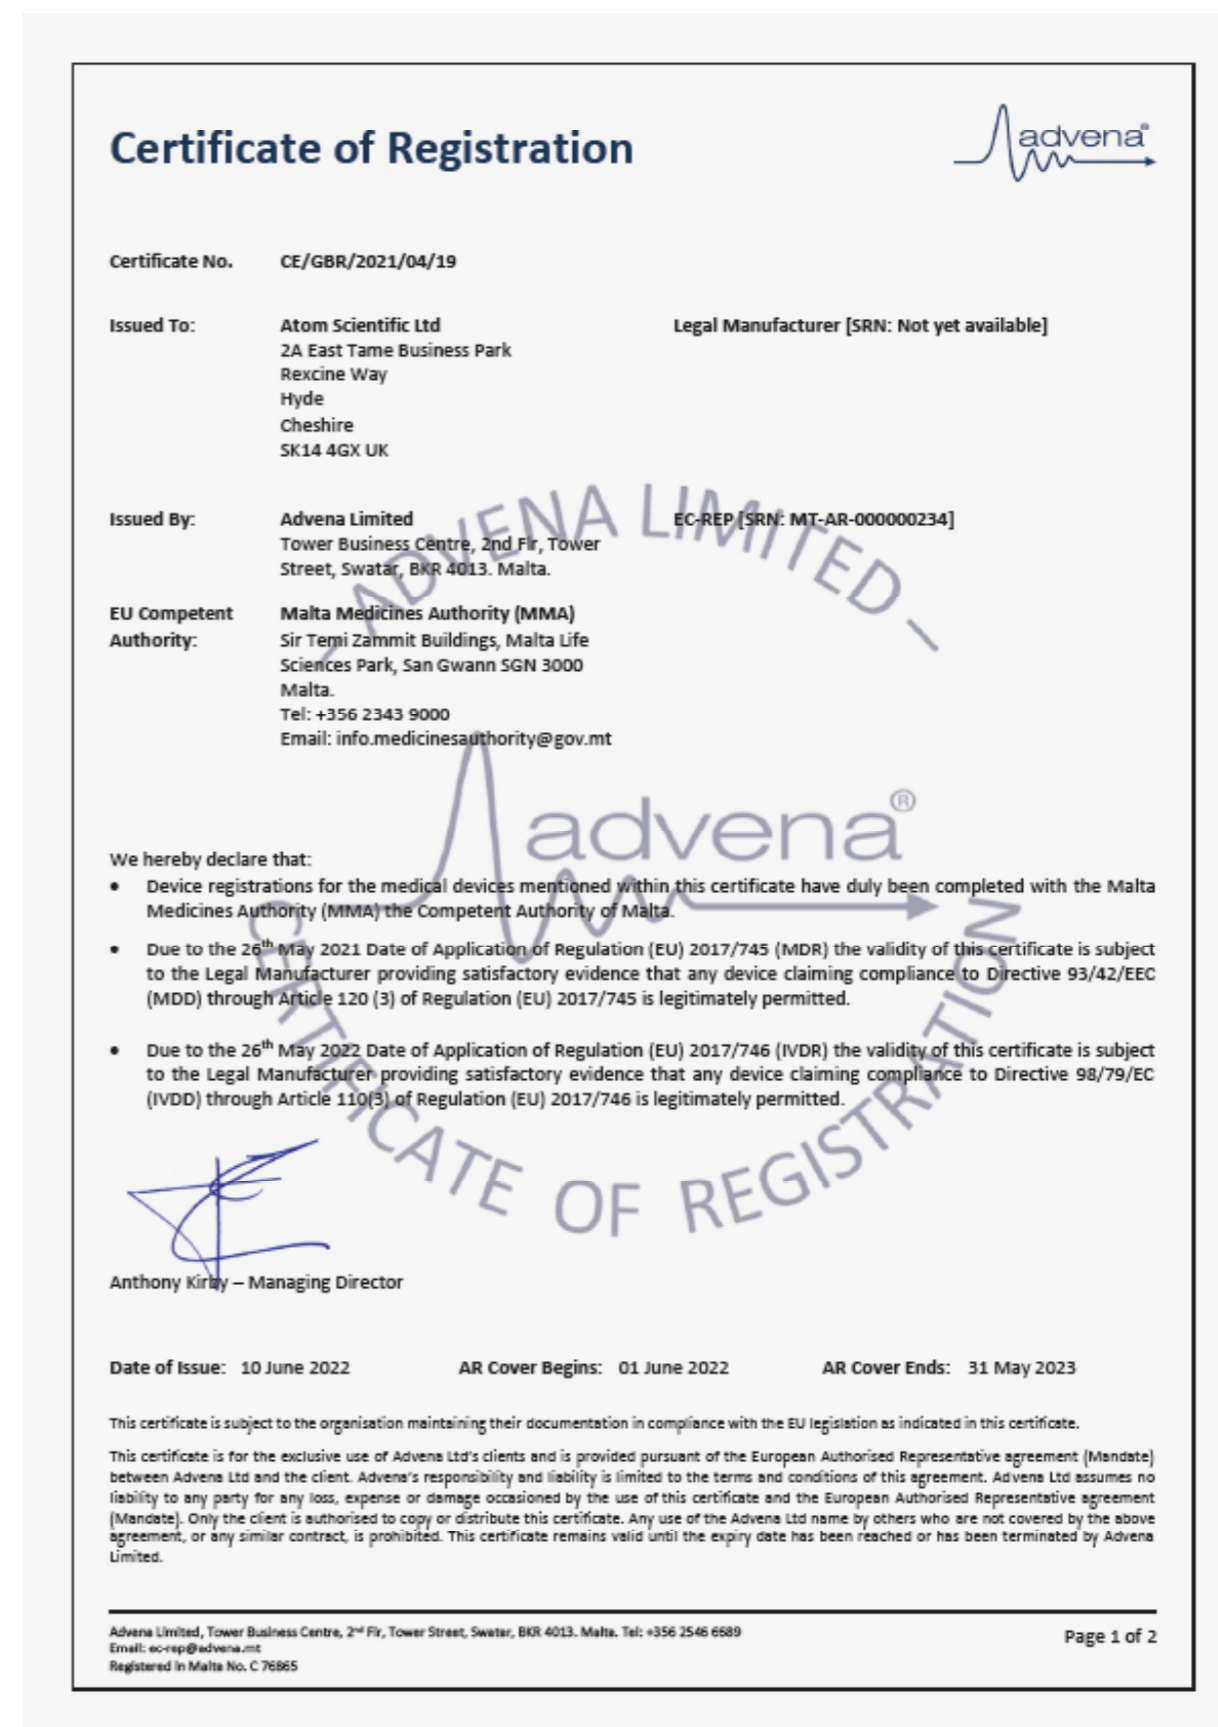 Certificate of Registration
advena®
Certificate No. CE/GBR/2021/04/19
Issued To: Atom Scientific Ltd Legal Manufacturer [SRN: Not yet available]
2A East Tame Business Park
Rexcine Way
Hyde
Cheshire
SK14 4GX UK
Issued By: Advena Limited EC-REP [SRN: MT-AR-000000234]
Tower Business Centre, 2nd Flr, Tower
Street, Swatar, BKR 4013. Malta.
EU Competent Malta Medicines Authority (MMA)
Authority: Sir Temi Zammit Buildings, Malta Life
Sciences Park, San Gwann SGN 3000
Malta.
Tel: +356 2343 9000
Email: info.medicinesauthority@gov.mt
- ADVENA LIMITED -
advena®
CERTIFICATE OF REGISTRATION
We hereby declare that:
• Device registrations for the medical devices mentioned within this certificate have duly been completed with the Malta
Medicines Authority (MMA) the Competent Authority of Malta.
• Due to the 26th May 2021 Date of Application of Regulation (EU) 2017/745 (MDR) the validity of this certificate is subject
to the Legal Manufacturer providing satisfactory evidence that any device claiming compliance to Directive 93/42/EEC
(MDD) through Article 120 (3) of Regulation (EU) 2017/745 is legitimately permitted.
• Due to the 26th May 2022 Date of Application of Regulation (EU) 2017/746 (IVDR) the validity of this certificate is subject
to the Legal Manufacturer providing satisfactory evidence that any device claiming compliance to Directive 98/79/EC
(IVDD) through Article 110(3) of Regulation (EU) 2017/746 is legitimately permitted.
Anthony Kirby – Managing Director
Date of Issue: 10 June 2022 AR Cover Begins: 01 June 2022 AR Cover Ends: 31 May 2023
This certificate is subject to the organisation maintaining their documentation in compliance with the EU legislation as indicated in this certificate.
This certificate is for the exclusive use of Advena Ltd's clients and is provided pursuant of the European Authorised Representative agreement (Mandate)
between Advena Ltd and the client. Advena's responsibility and liability is limited to the terms and conditions of this agreement. Advena Ltd assumes no
liability to any party for any loss, expense or damage occasioned by the use of this certificate and the European Authorised Representative agreement
(Mandate). Only the client is authorised to copy or distribute this certificate. Any use of the Advena Ltd name by others who are not covered by the above
agreement, or any similar contract, is prohibited. This certificate remains valid until the expiry date has been reached or has been terminated by Advena
Limited.
Advena Limited, Tower Business Centre, 2nd Flr, Tower Street, Swatar, BKR 4013. Malta. Tel: +356 2546 6689
Email: ec-rep@advena.mt
Registered in Malta No. C 76865
Page 1 of 2